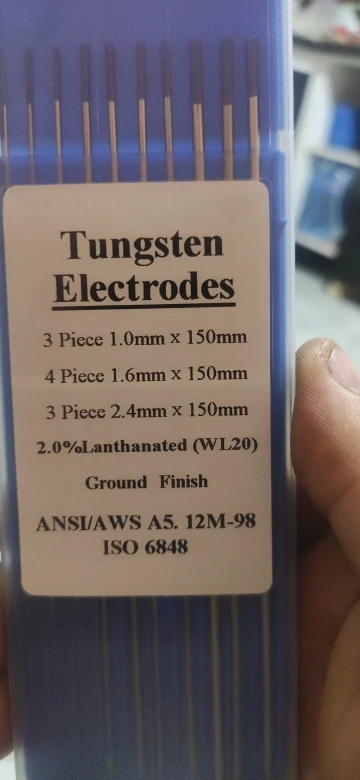 Tungsten
Electrodes
3 Piece 1.0mm x 150mm
4 Piece 1.6mm x 150mm
3 Piece 2.4mm x 150mm
2.0%Lanthanated (WL20)
Ground Finish
ANSI/AWS A5. 12M-98
ISO 6848